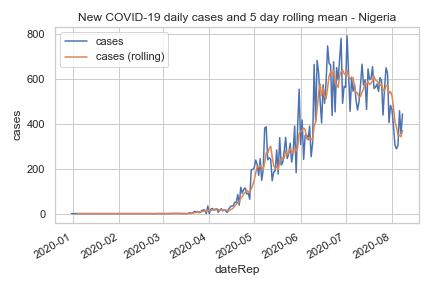 New COVID-19 daily cases and 5 day rolling mean - Nigeria
cases
cases (rolling)
800
600
400
200
0
cases
2020-01
2020-02
2020-03
2020-04
2020-05
2020-06
2020-07
2020-08
dateRep